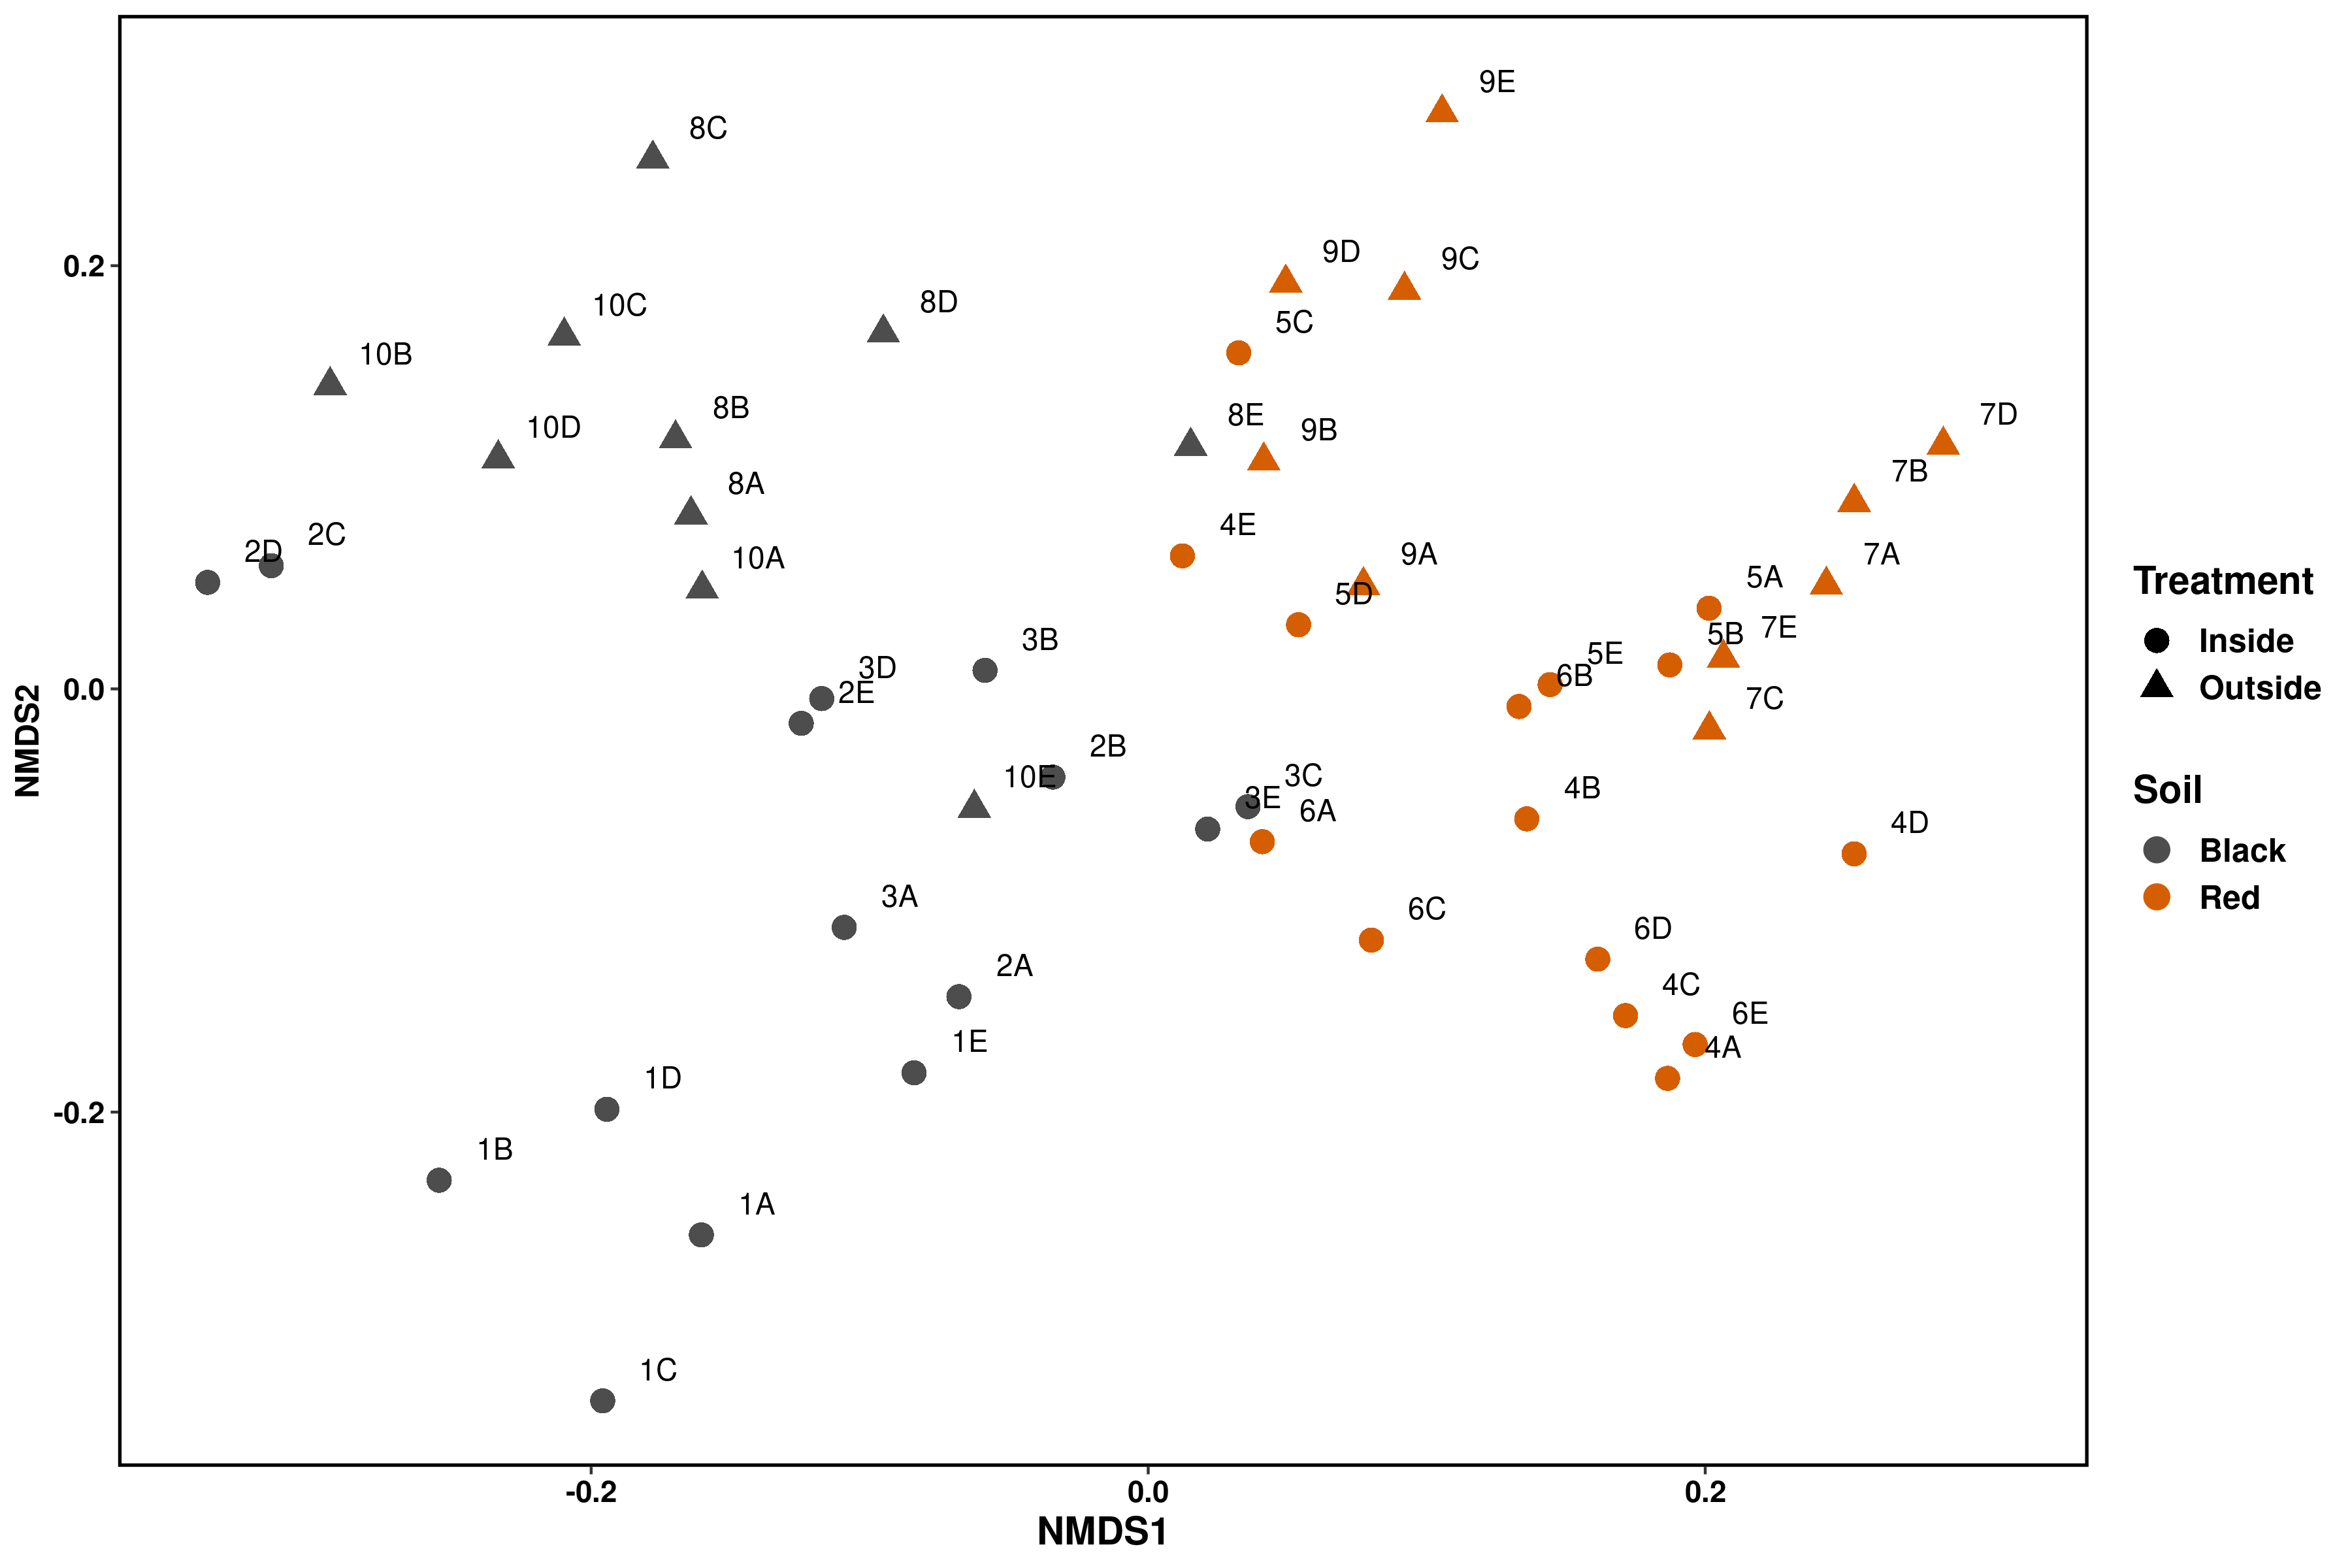 9E
8C
9D
9C
0.2
10C
8D
5C
10B
8B
8E
9B
7D
10D
7B
8A
4E
2C
2D
10A
9A
7A
5A
5D
Treatment
3B
5B
7E
Inside
3D
5E
2E
6B
0.0
Outside
7C
NMDS2
2B
10E
3C
4B
Soil
3E
6A
4D
Black
3A
6C
Red
6D
2A
4C
6E
1E
4A
1D
-0.2
1B
1A
1C
-0.2
0.0
0.2
NMDS1